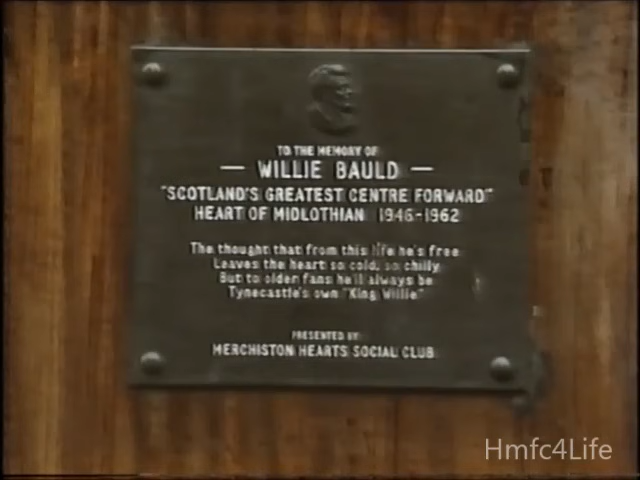 TO THE MEMORY OF
— WILLIE BAULD —
"SCOTLAND'S GREATEST CENTRE FORWARD"
HEART OF MIDLOTHIAN 1946-1962
The thought that from this life he's free
Leaves the heart so cold, so chilly
But to older fans he'll always be
Tynecastle's own "King Willie"
PRESENTED BY:
MERCHISTON HEARTS SOCIAL CLUB
Hmfc4Life